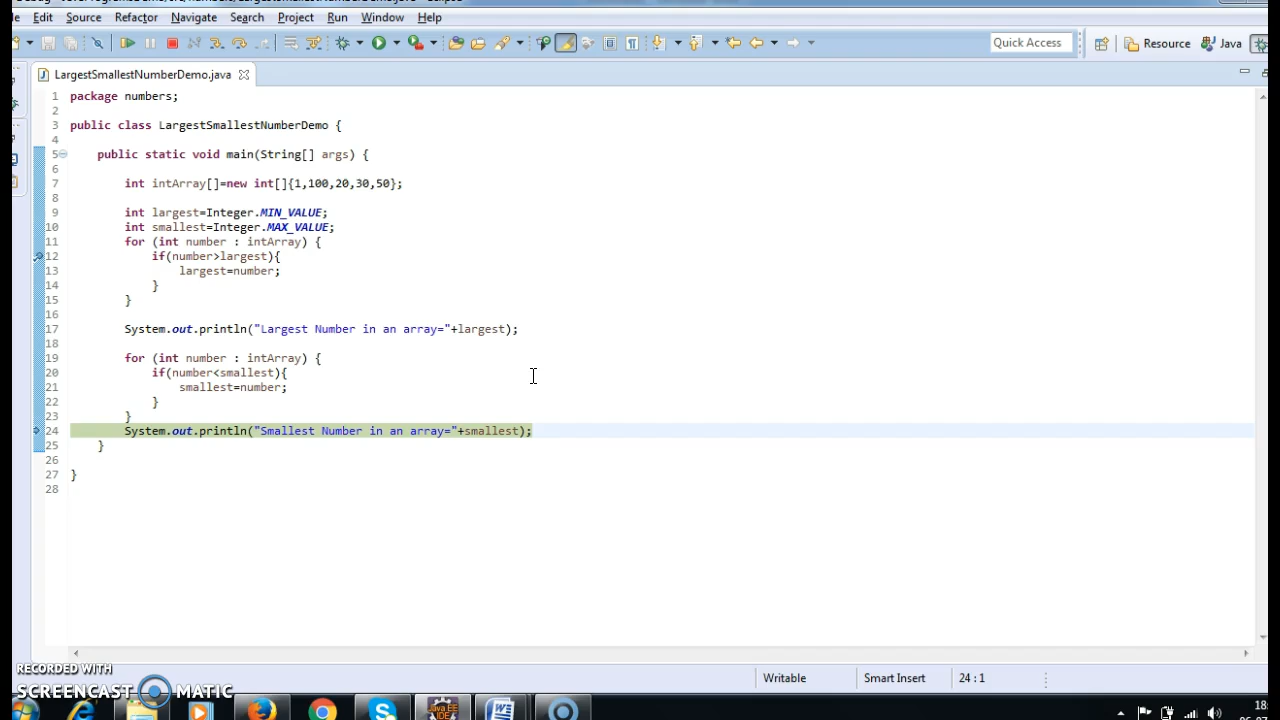 Edit Source Refactor Navigate Search Project Run Window Help
Quick Access Resource Java
LargestSmallestNumberDemo.java
1 package numbers;
2
3 public class LargestSmallestNumberDemo {
4
5 public static void main(String[] args) {
6
7 int intArray[]=new int[]{1,100,20,30,50};
8
9 int largest=Integer.MIN_VALUE;
10 int smallest=Integer.MAX_VALUE;
11 for (int number : intArray) {
12 if(number>largest){
13 largest=number;
14 }
15 }
16
17 System.out.println("Largest Number in an array="+largest);
18
19 for (int number : intArray) {
20 if(number<smallest){
21 smallest=number;
22 }
23 }
24 System.out.println("Smallest Number in an array="+smallest);
25 }
26
27 }
28
RECORDED WITH
SCREENCAST MATIC
Writable Smart Insert 24 : 1
Java EE
IDE
18